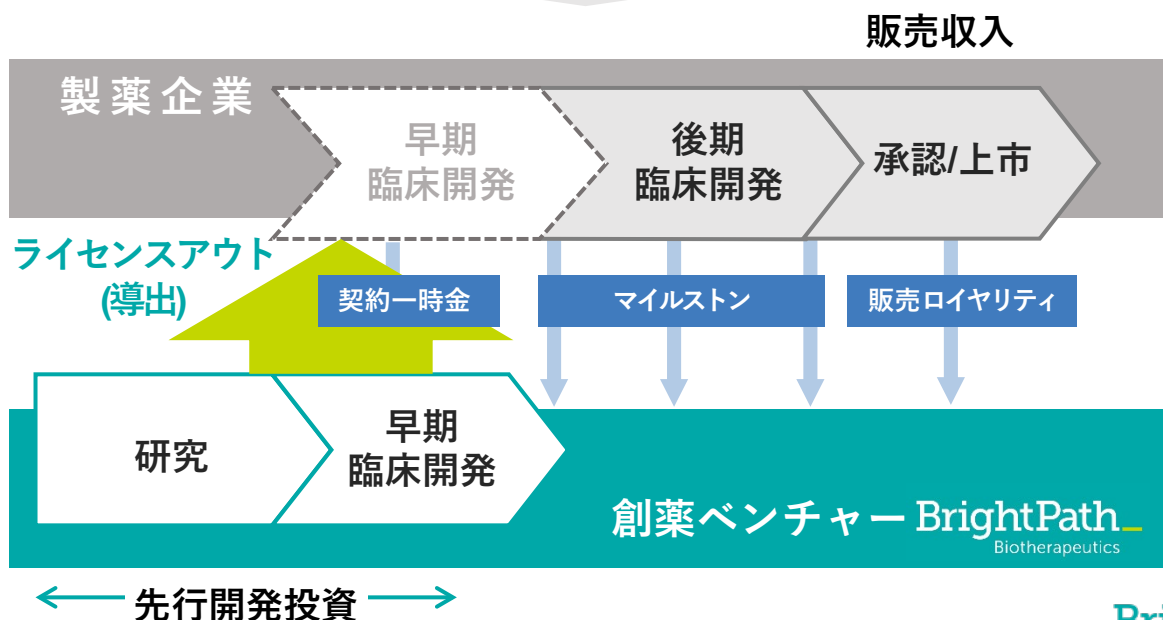 販売収入
製薬企業
早期
臨床開発
後期
臨床開発
承認/上市
ライセンスアウト
(導出)
契約一時金
マイルストン
販売ロイヤリティ
研究
早期
臨床開発
創薬ベンチャー BrightPath_
Biotherapeutics
先行開発投資